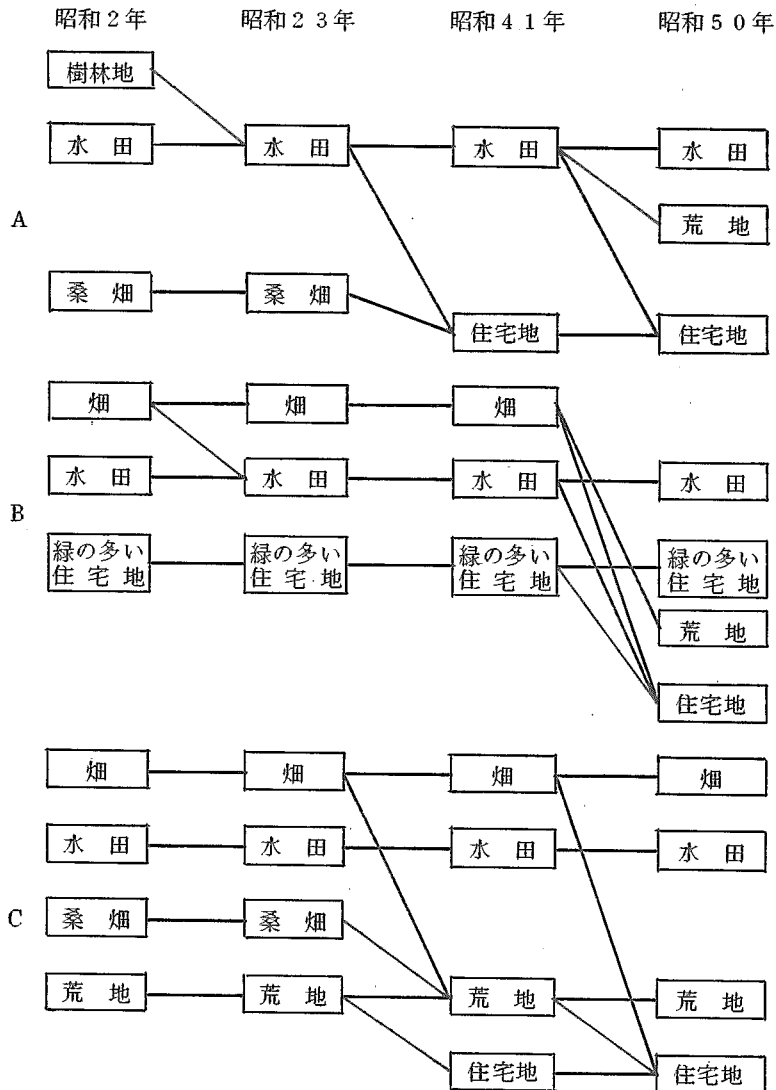 昭和2年 昭和23年 昭和41年 昭和50年
樹林地
水田 水田 水田 水田
荒地
A
桑畑 桑畑
住宅地 住宅地
畑 畑 畑
水田 水田 水田 水田
B
緑の多い 緑の多い 緑の多い 緑の多い
住宅地 住宅地 住宅地 住宅地
荒地
住宅地
畑 畑 畑 畑
水田 水田 水田 水田
C 桑畑 桑畑
荒地 荒地 荒地 荒地
住宅地 住宅地